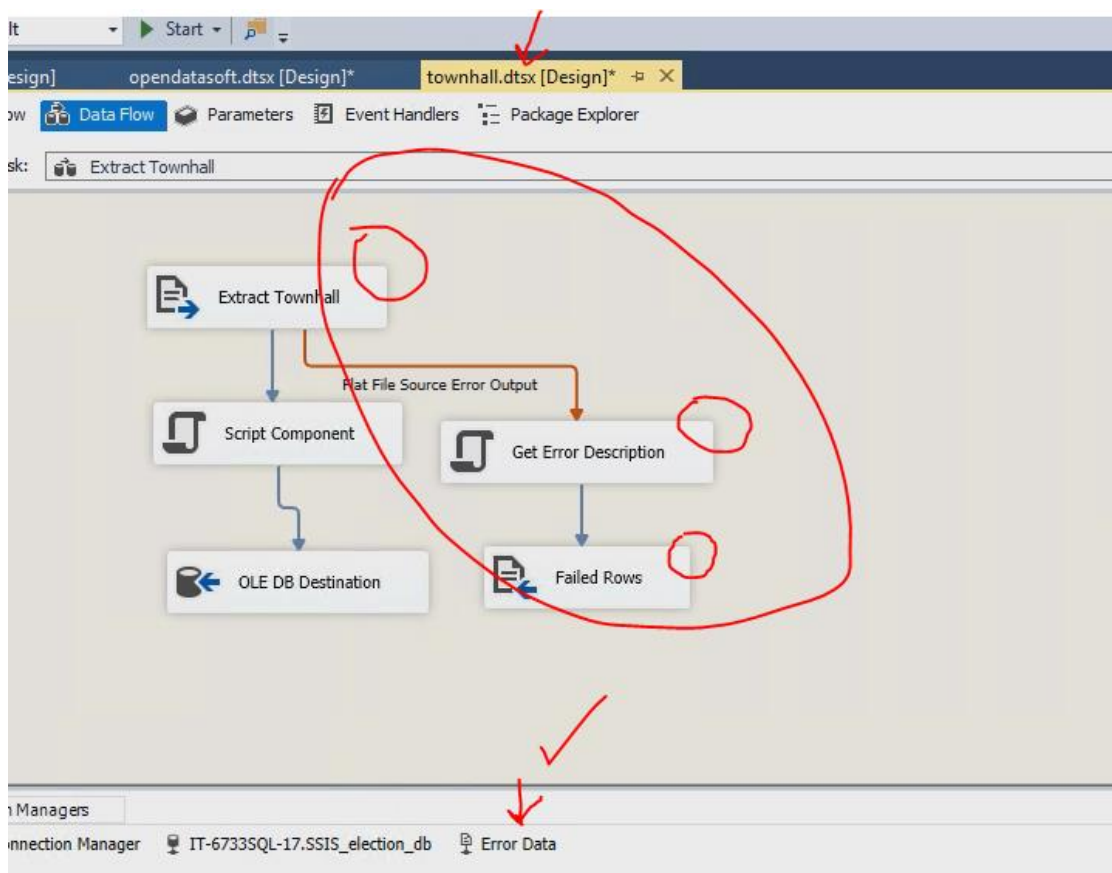 lt Start
esign] opendatasoft.dtsx [Design]* townhall.dtsx [Design]*
ow Data Flow Parameters Event Handlers Package Explorer
sk: Extract Townhall
Extract Townhall
Flat File Source Error Output
Script Component
Get Error Description
OLE DB Destination
Failed Rows
n Managers
onnection Manager IT-6733SQL-17.SSIS_election_db Error Data